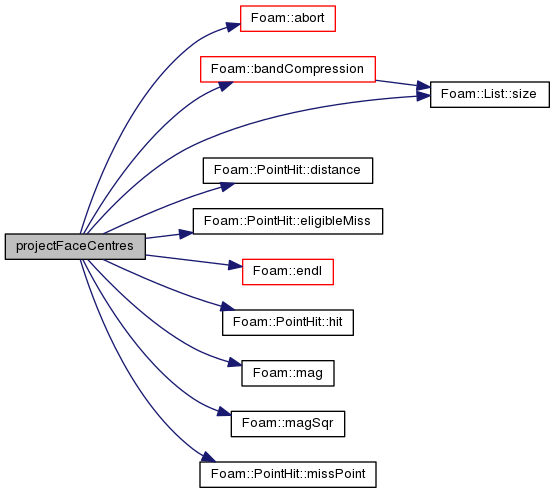 Foam::abort
Foam::bandCompression
Foam::List::size
Foam::PointHit::distance
Foam::PointHit::eligibleMiss
projectFaceCentres
Foam::endl
Foam::PointHit::hit
Foam::mag
Foam::magSqr
Foam::PointHit::missPoint